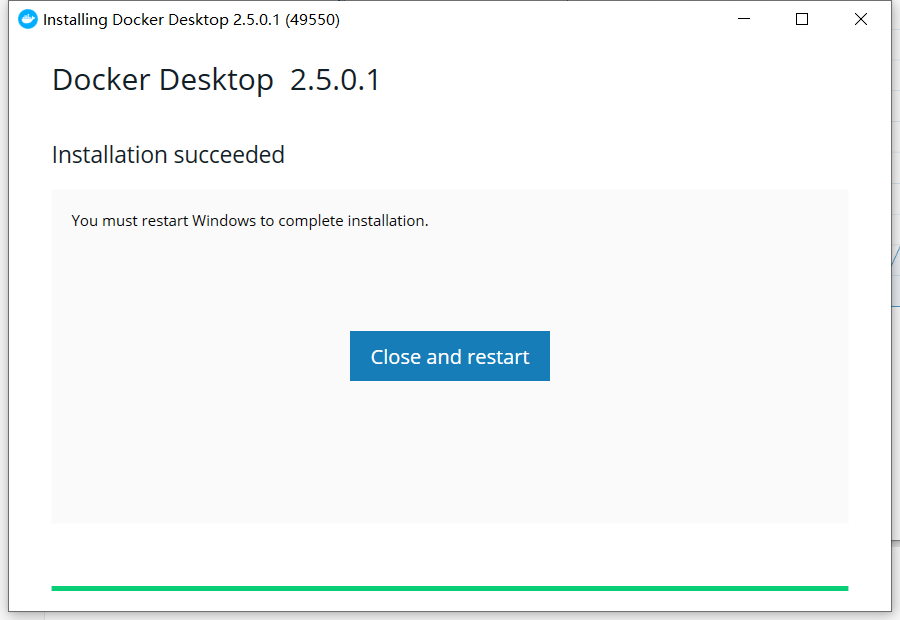 Installing Docker Desktop 2.5.0.1 (49550)
Docker Desktop 2.5.0.1
Installation succeeded
You must restart Windows to complete installation.
Close and restart